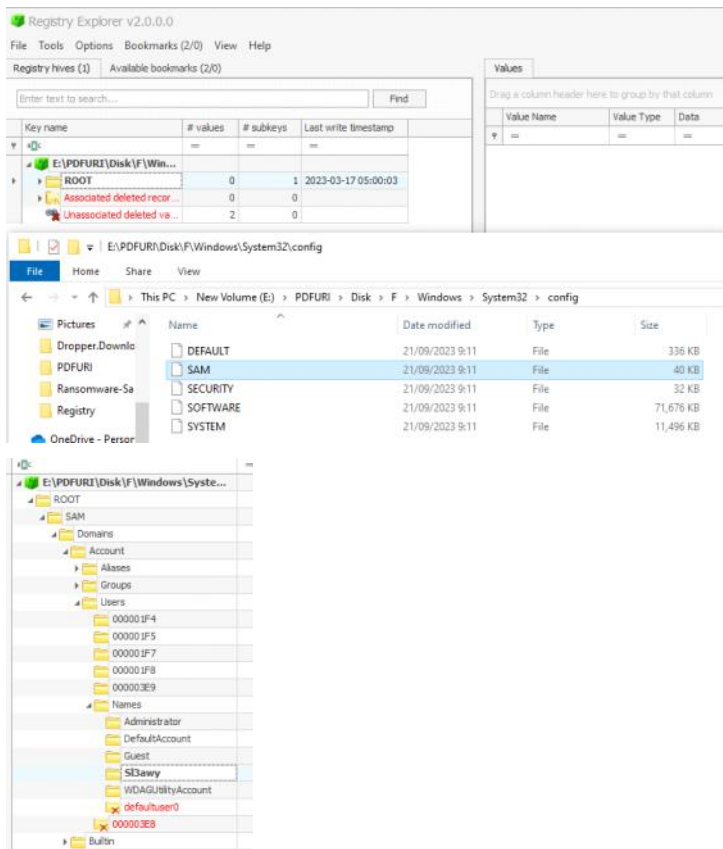 Registry Explorer v2.0.0.0
File Tools Options Bookmarks (2/0) View Help
Registry hives (1) Available bookmarks (2/0)
Values
Enter text to search... Find
Drag a column header here to group by that column
Key name # values # subkeys Last write timestamp
Value Name Value Type Data
= = =
= = =
E:\PDFURI\Disk\F\Win...
ROOT 0 1 2023-03-17 05:00:03
Associated deleted recor... 0 0
Unassociated deleted va... 2 0
E:\PDFURI\Disk\F\Windows\System32\config
File Home Share View
This PC > New Volume (E:) > PDFURI > Disk > F > Windows > System32 > config
Pictures
Dropper.Downlo
PDFURI
Ransomware-Sa
Registry
OneDrive - Person
Name Date modified Type Size
DEFAULT 21/09/2023 9:11 File 336 KB
SAM 21/09/2023 9:11 File 40 KB
SECURITY 21/09/2023 9:11 File 32 KB
SOFTWARE 21/09/2023 9:11 File 71,676 KB
SYSTEM 21/09/2023 9:11 File 11,496 KB
=
E:\PDFURI\Disk\F\Windows\Syste...
ROOT
SAM
Domains
Account
Aliases
Groups
Users
000001F4
000001F5
000001F7
000001F8
000003E9
Names
Administrator
DefaultAccount
Guest
Sl3awy
WDAGUtilityAccount
defaultuser0
000003E8
Builtin